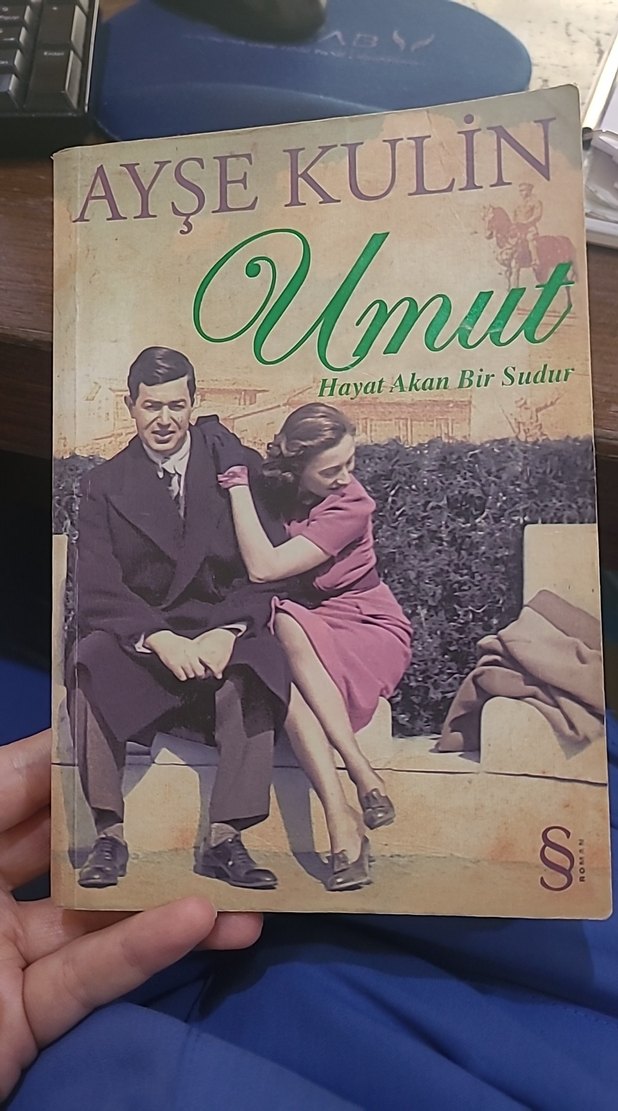 AYŞE KULİN
Umut
Hayat Akan Bir Sudur
ROMAN